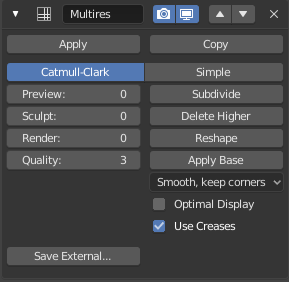 Multires
Apply
Copy
Catmull-Clark
Simple
Preview: 0
Subdivide
Sculpt: 0
Delete Higher
Render: 0
Reshape
Quality: 3
Apply Base
Smooth, keep corners
Optimal Display
Use Creases
Save External...